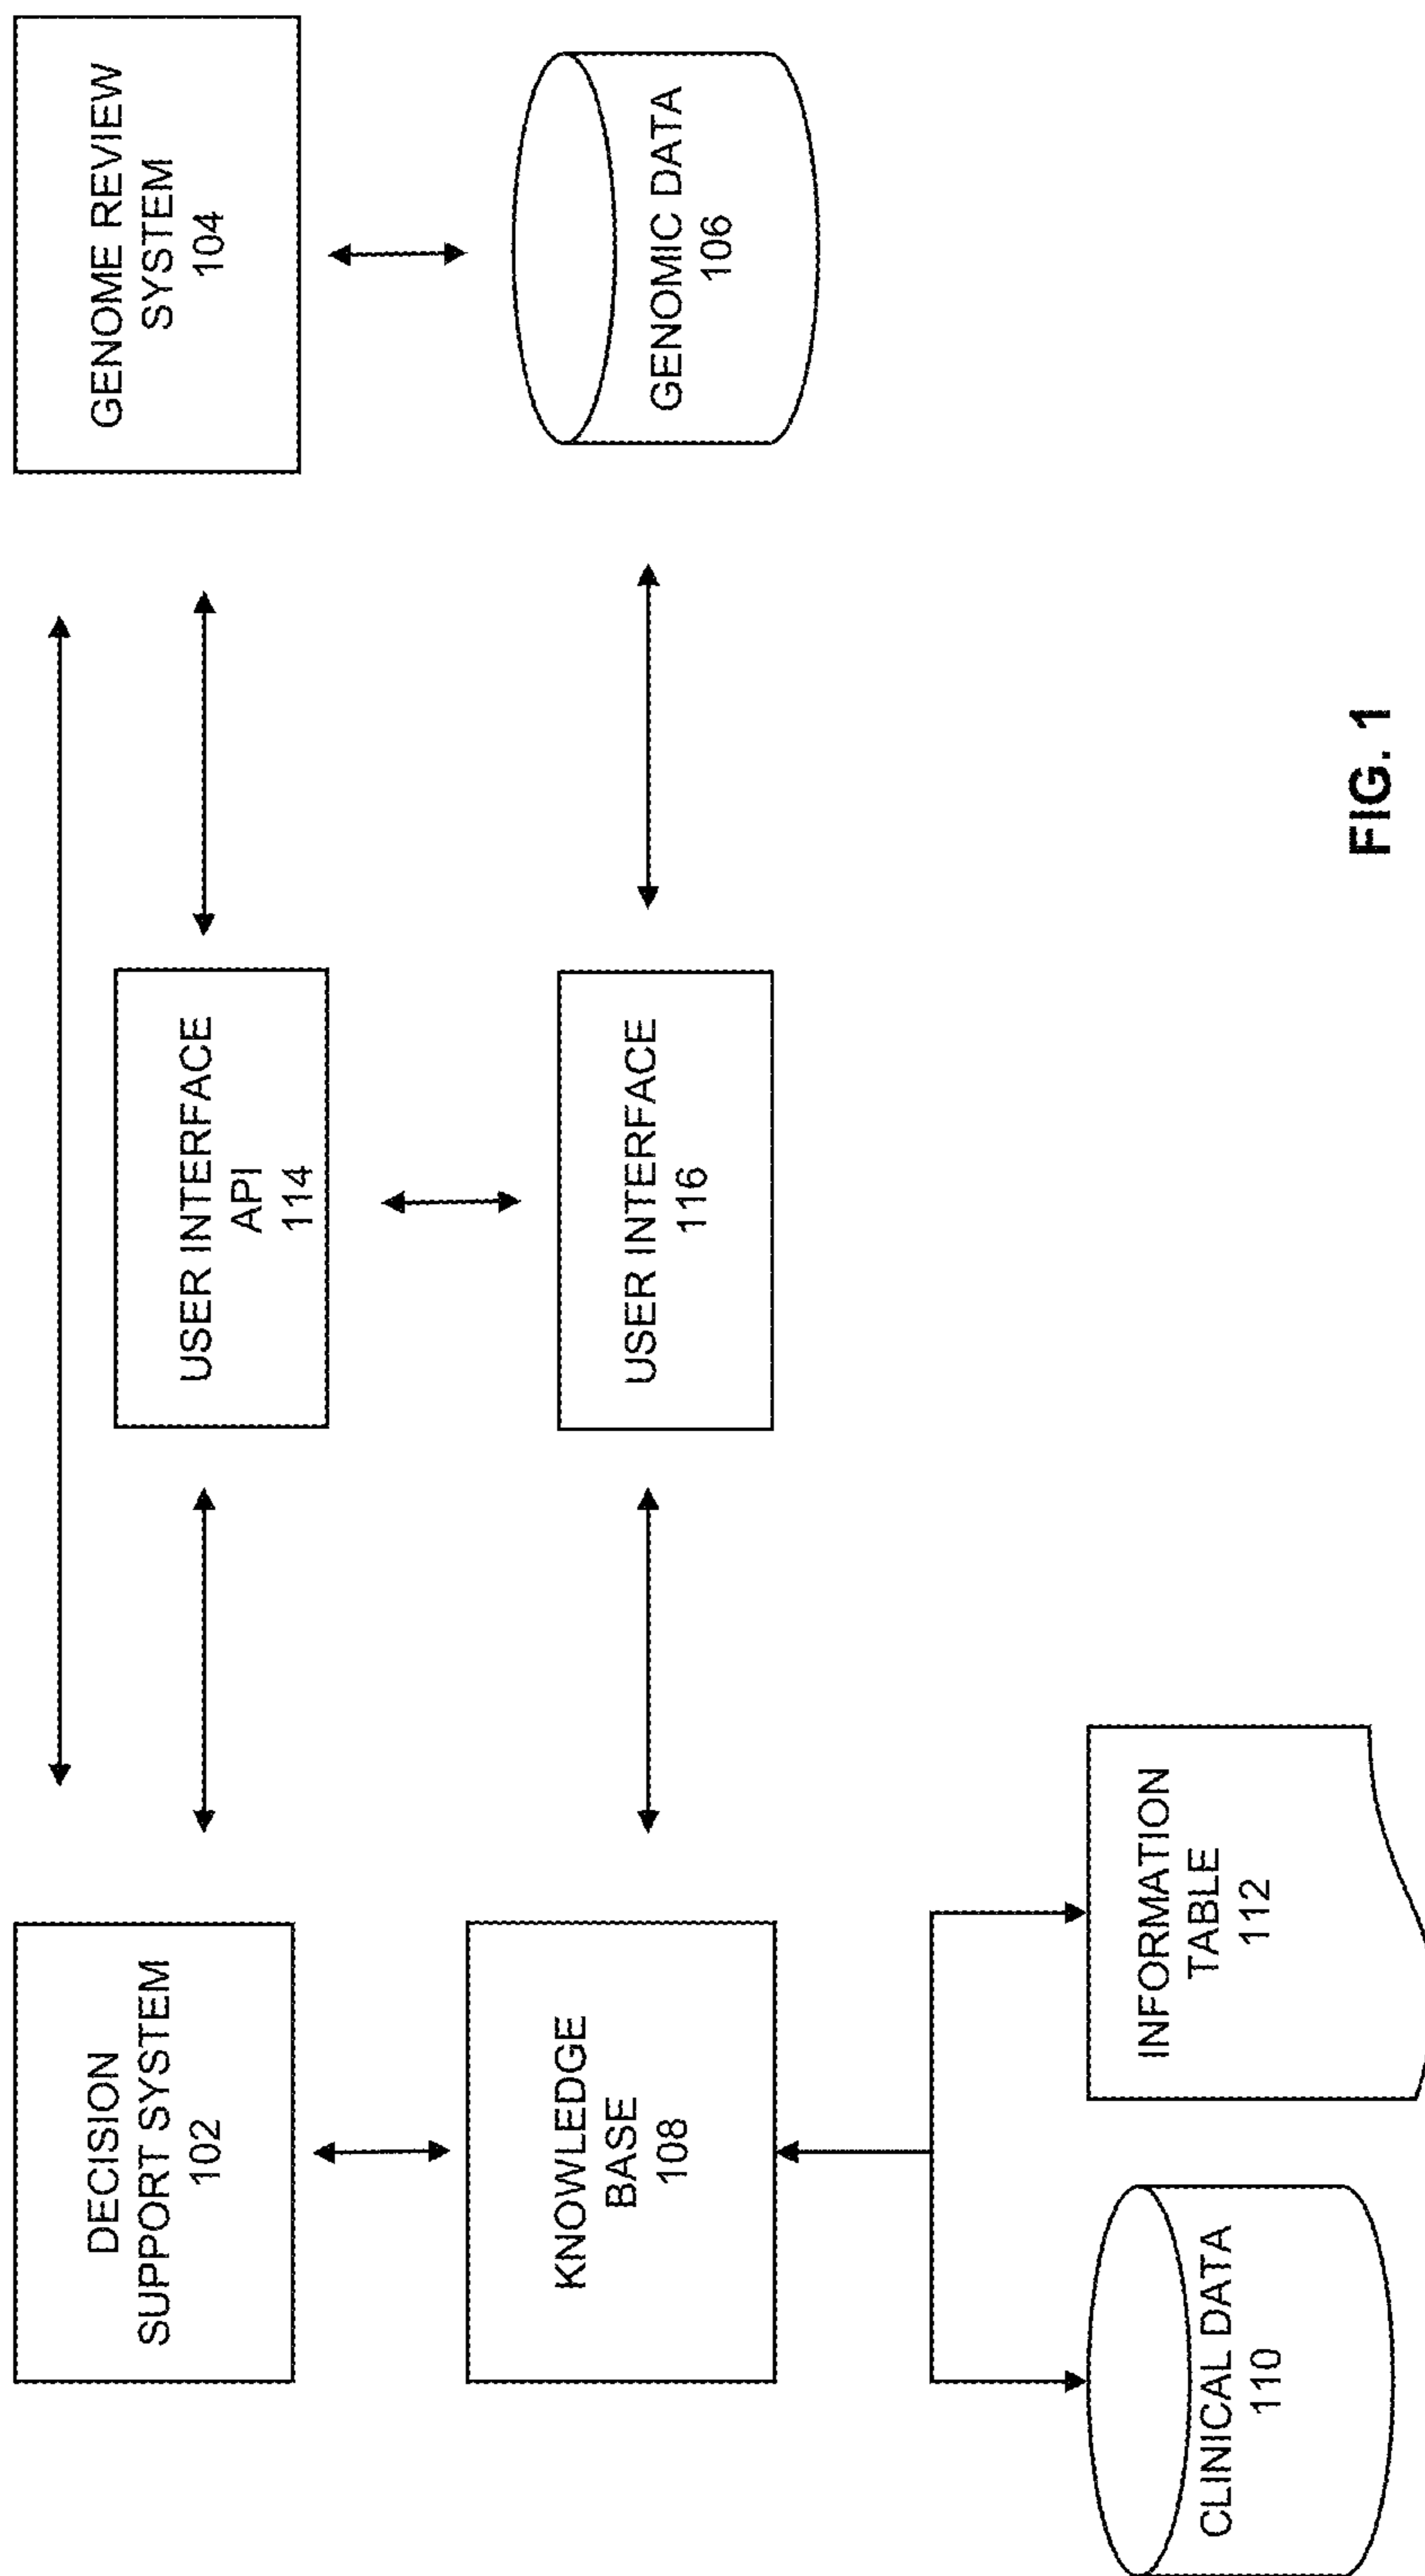 DECISION
SUPPORT SYSTEM
102
GENOME REVIEW
SYSTEM
104
USER INTERFACE
API
114
KNOWLEDGE
BASE
108
USER INTERFACE
116
GENOMIC DATA
106
CLINICAL DATA
110
INFORMATION
TABLE
112
FIG. 1